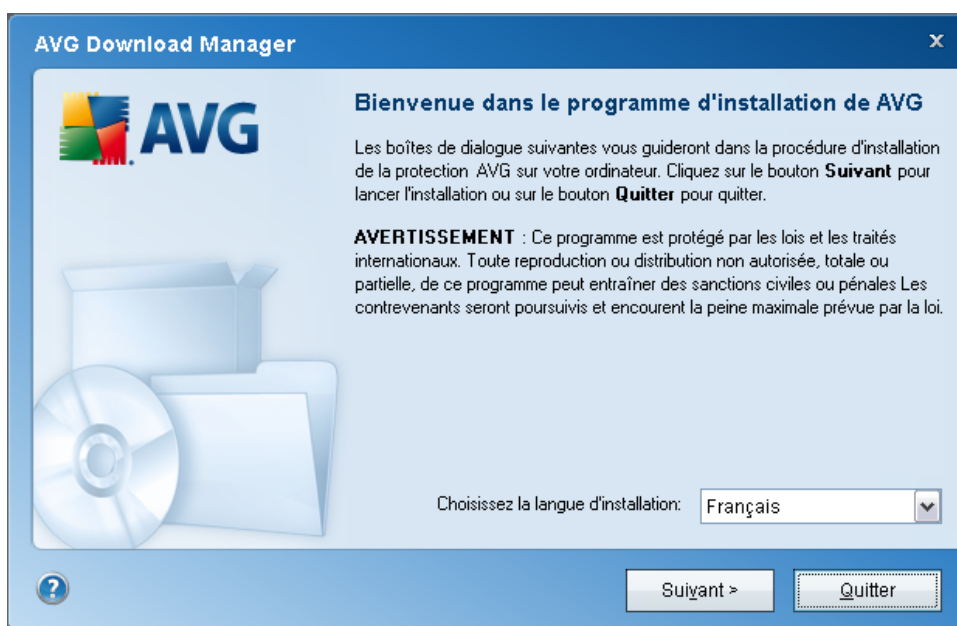 AVG Download Manager
x
AVG
Bienvenue dans le programme d'installation de AVG
Les boîtes de dialogue suivantes vous guideront dans la procédure d'installation
de la protection AVG sur votre ordinateur. Cliquez sur le bouton Suivant pour
lancer l'installation ou sur le bouton Quitter pour quitter.
AVERTISSEMENT : Ce programme est protégé par les lois et les traités
internationaux. Toute reproduction ou distribution non autorisée, totale ou
partielle, de ce programme peut entraîner des sanctions civiles ou pénales Les
contrevenants seront poursuivis et encourent la peine maximale prévue par la loi.
Choisissez la langue d'installation: Français
? Suivant > Quitter